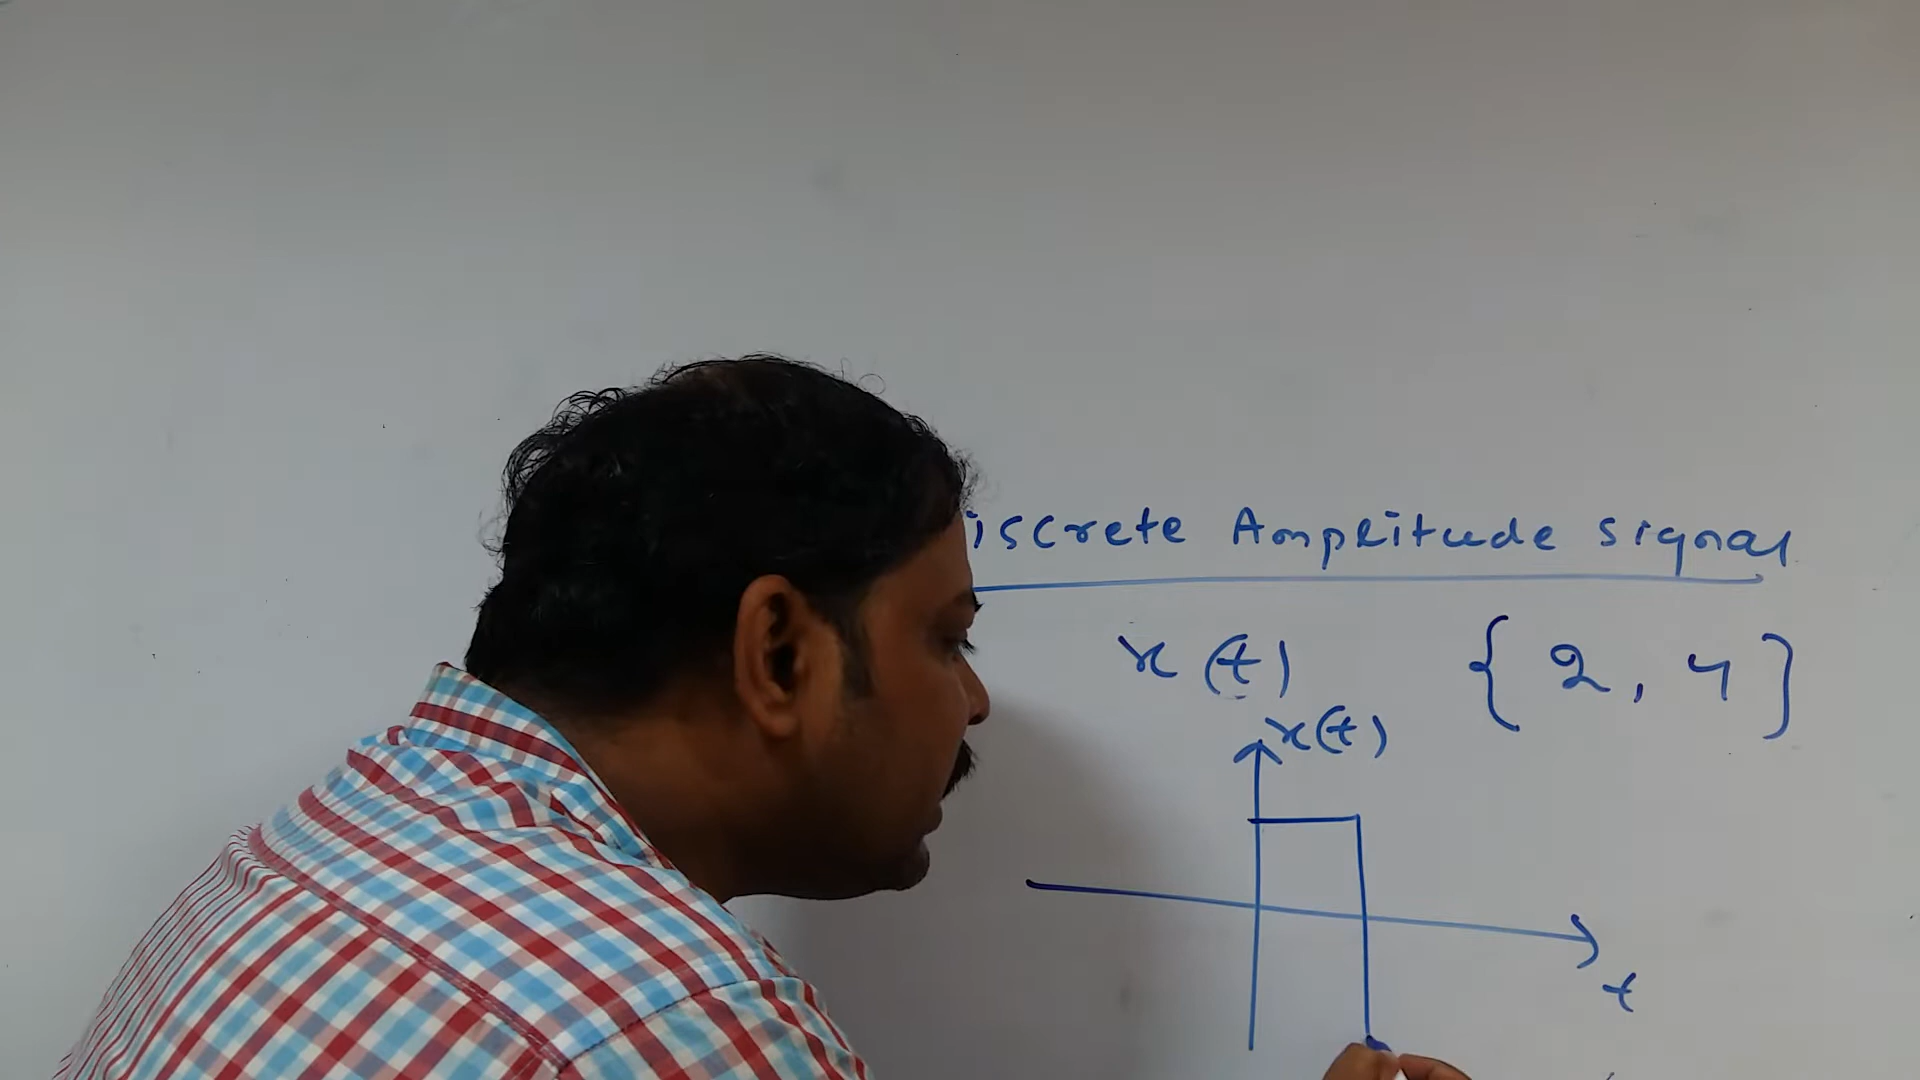 iscrete Amplitude signal
x(t) { 2, 4 }
x(t)
t